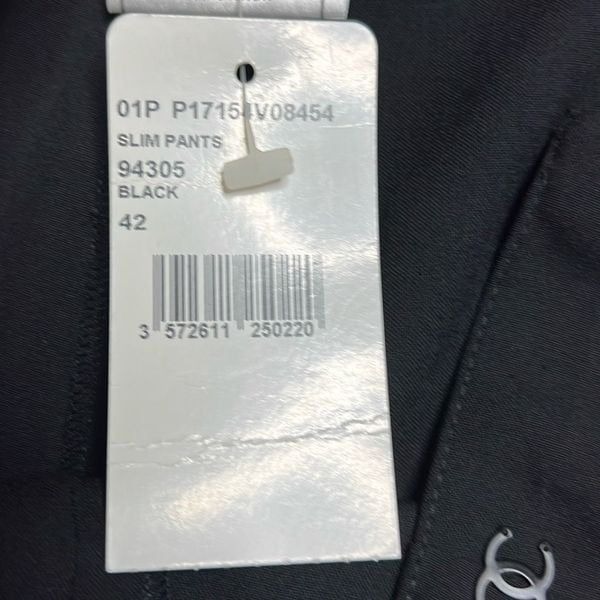 01P P17154V08454
SLIM PANTS
94305
BLACK
42
3 572611 250220